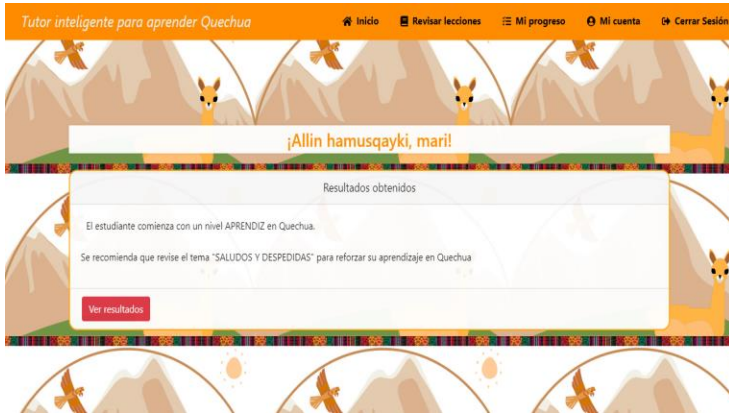 Tutor inteligente para aprender Quechua
Inicio
Revisar lecciones
Mi progreso
Mi cuenta
Cerrar Sesión
¡Allin hamusqayki, mari!
Resultados obtenidos
El estudiante comienza con un nivel APRENDIZ en Quechua.
Se recomienda que revise el tema "SALUDOS Y DESPEDIDAS" para reforzar su aprendizaje en Quechua
Ver resultados